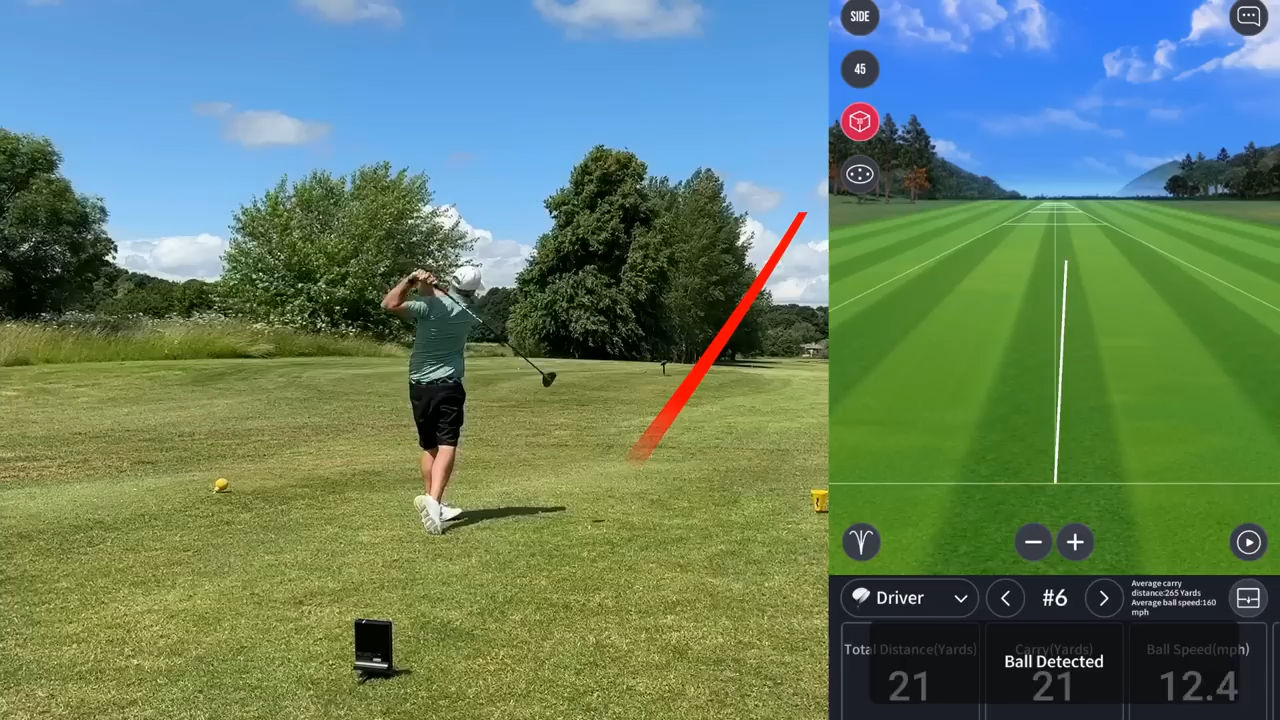 SIDE
45
3D
Driver
#6
Average carry
distance:265 Yards
Average ball speed:160
mph
Total Distance(Yards)
Carry(Yards)
Ball Speed(mph)
Ball Detected
21
21
12.4